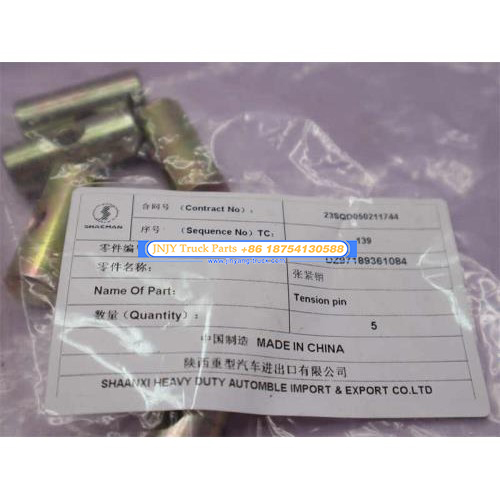 SHACMAN
合同号 （Contract No）： 23SQD050211744
序号： （Sequence No）TC： 139
零件编
JNJY Truck Parts +86 18754130588
www.jnhyangtruck.com
DZ97189361084
零件名称： 张紧销
Name Of Part: Tension pin
数量（Quantity）: 5
中国制造 MADE IN CHINA
陕西重型汽车进出口有限公司
SHAANXI HEAVY DUTY AUTOMBLE IMPORT & EXPORT CO.LTD